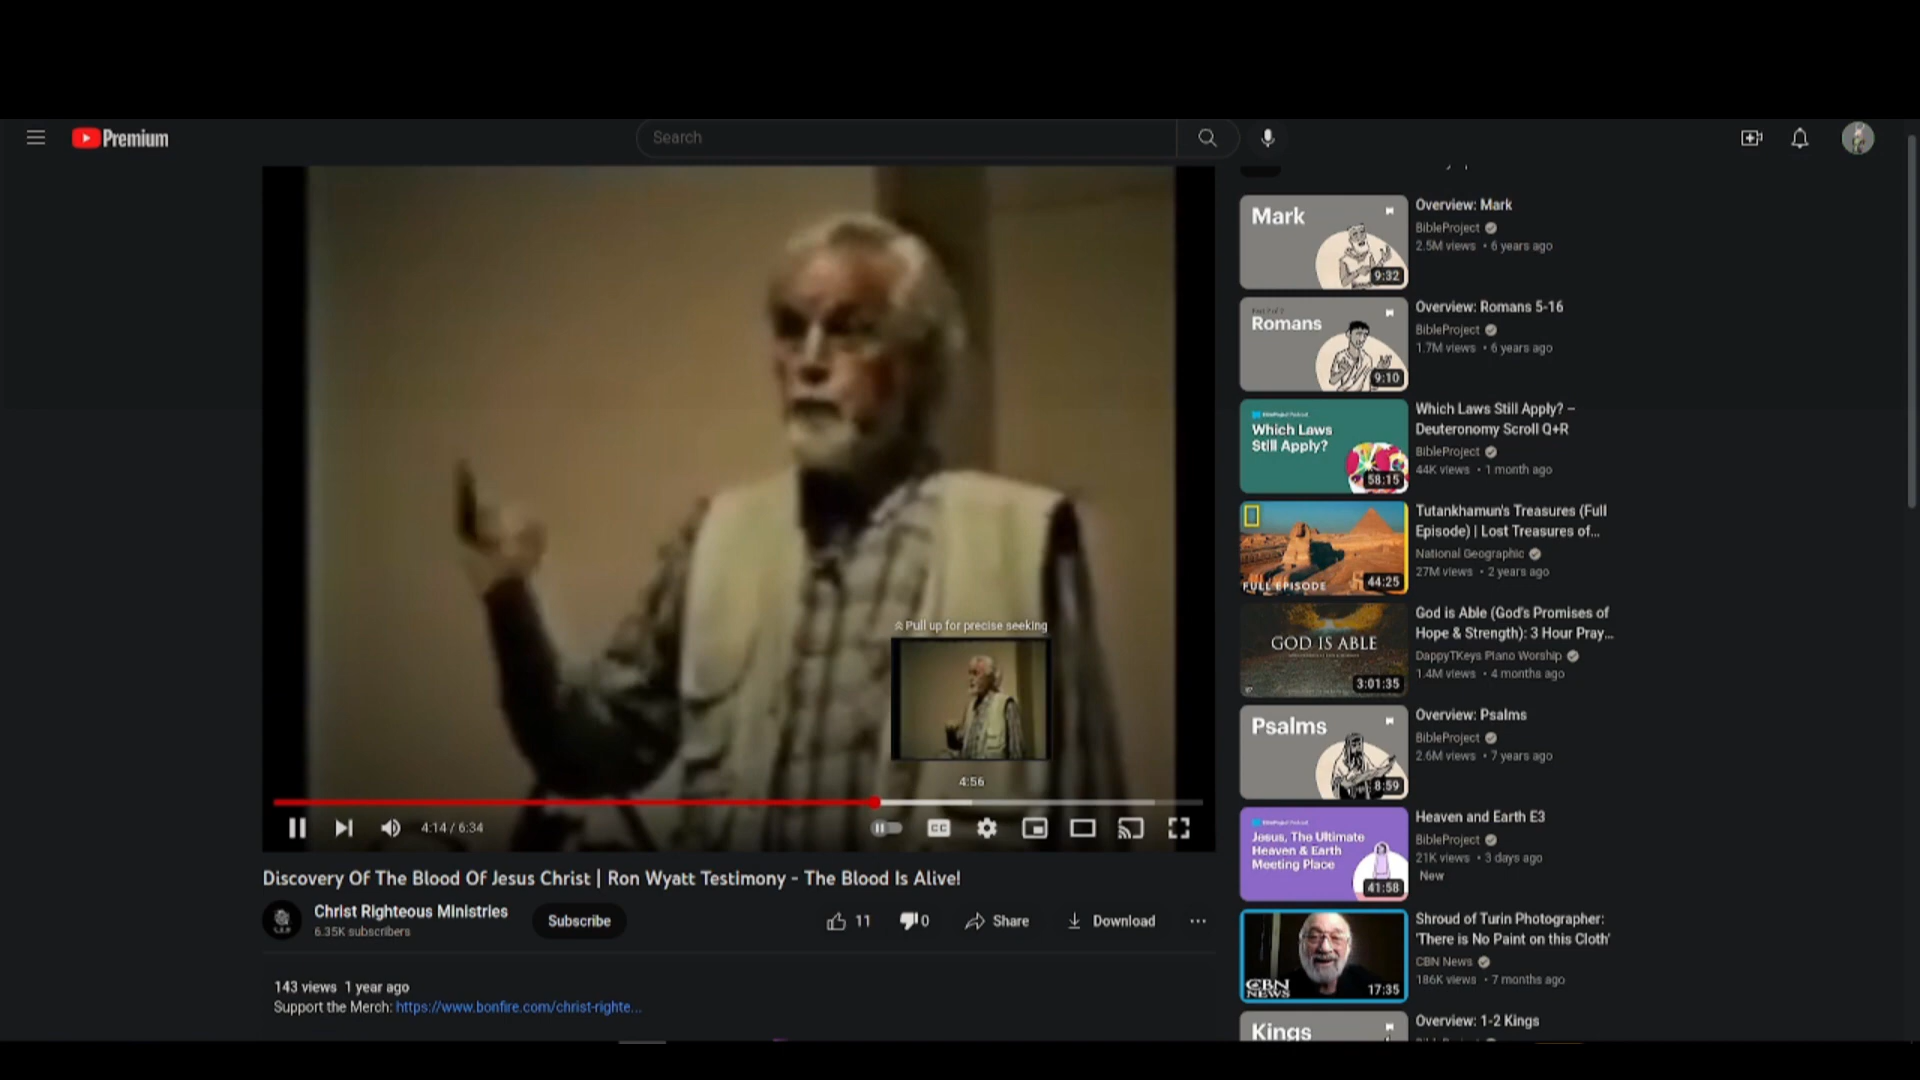 Premium
Search
Pull up for precise seeking
4:56
4:14 / 6:34
CC
Discovery Of The Blood Of Jesus Christ | Ron Wyatt Testimony - The Blood Is Alive!
Christ Righteous Ministries
6.35K subscribers
Subscribe
11
0
Share
Download
143 views 1 year ago
Support the Merch: https://www.bonfire.com/christ-righte...
Mark
9:32
Overview: Mark
BibleProject
2.5M views • 6 years ago
Romans
9:10
Overview: Romans 5-16
BibleProject
1.7M views • 6 years ago
BibleProject Podcast
Which Laws
Still Apply?
58:15
Which Laws Still Apply? –
Deuteronomy Scroll Q+R
BibleProject
44K views • 1 month ago
FULL EPISODE
44:25
Tutankhamun's Treasures (Full
Episode) | Lost Treasures of...
National Geographic
27M views • 2 years ago
GOD IS ABLE
3:01:35
God is Able (God's Promises of
Hope & Strength): 3 Hour Pray...
DappyTKeys Piano Worship
1.4M views • 4 months ago
Psalms
8:59
Overview: Psalms
BibleProject
2.6M views • 7 years ago
BibleProject Podcast
Jesus, The Ultimate
Heaven & Earth
Meeting Place
41:58
Heaven and Earth E3
BibleProject
21K views • 3 days ago
New
CBN
NEWS
17:35
Shroud of Turin Photographer:
'There is No Paint on this Cloth'
CBN News
186K views • 7 months ago
Kings
Overview: 1-2 Kings